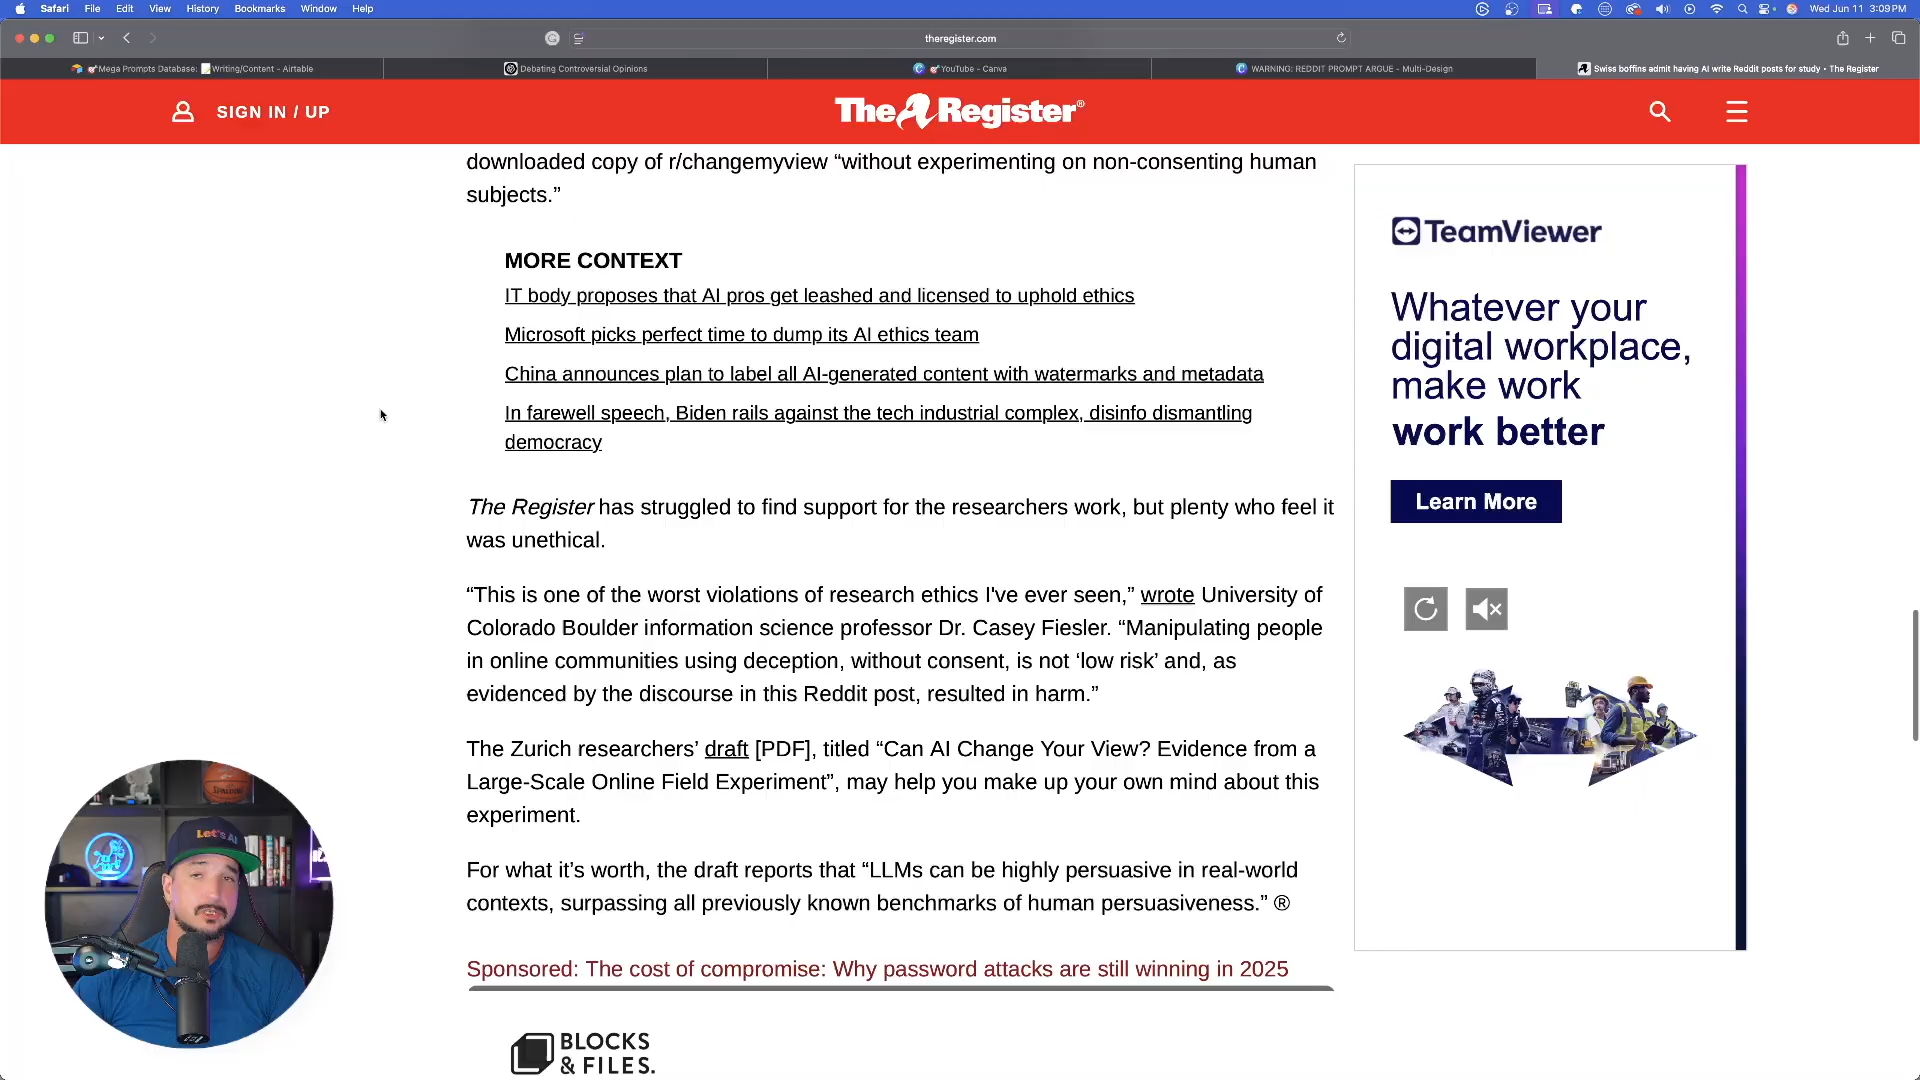 Safari File Edit View History Bookmarks Window Help
Wed Jun 11 3:09 PM
theregister.com
Mega Prompts Database: Writing/Content - Airtable
Debating Controversial Opinions
YouTube - Canva
WARNING: REDDIT PROMPT ARGUE - Multi-Design
Swiss boffins admit having AI write Reddit posts for study • The Register
SIGN IN / UP
The Register®
downloaded copy of r/changemyview “without experimenting on non-consenting human
subjects.”
MORE CONTEXT
IT body proposes that AI pros get leashed and licensed to uphold ethics
Microsoft picks perfect time to dump its AI ethics team
China announces plan to label all AI-generated content with watermarks and metadata
In farewell speech, Biden rails against the tech industrial complex, disinfo dismantling
democracy
The Register has struggled to find support for the researchers work, but plenty who feel it
was unethical.
“This is one of the worst violations of research ethics I've ever seen,” wrote University of
Colorado Boulder information science professor Dr. Casey Fiesler. “Manipulating people
in online communities using deception, without consent, is not ‘low risk’ and, as
evidenced by the discourse in this Reddit post, resulted in harm.”
The Zurich researchers’ draft [PDF], titled “Can AI Change Your View? Evidence from a
Large-Scale Online Field Experiment”, may help you make up your own mind about this
experiment.
For what it’s worth, the draft reports that “LLMs can be highly persuasive in real-world
contexts, surpassing all previously known benchmarks of human persuasiveness.” ®
Sponsored: The cost of compromise: Why password attacks are still winning in 2025
BLOCKS
& FILES.
TeamViewer
Whatever your
digital workplace,
make work
work better
Learn More
SPALDING
Let's AI